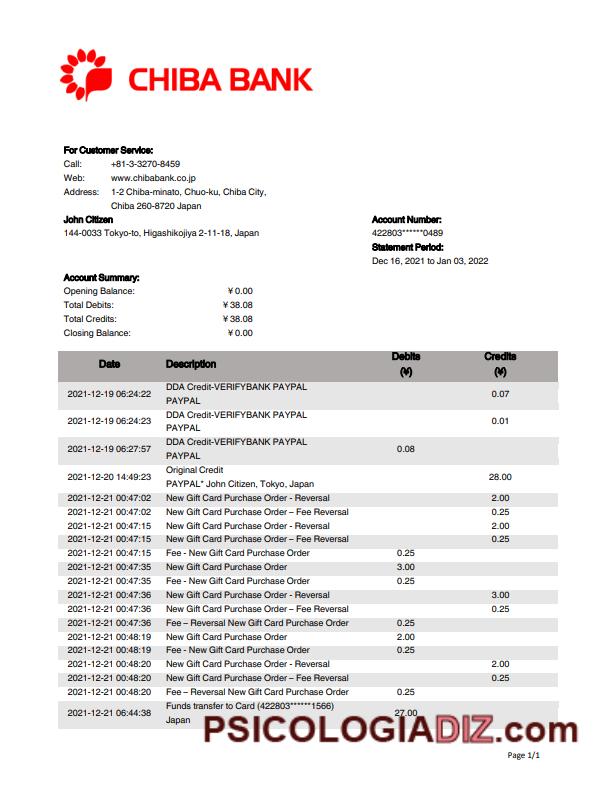 CHIBA BANK
For Customer Service:
Call: +81-3-3270-8459
Web: www.chibabank.co.jp
Address: 1-2 Chiba-minato, Chuo-ku, Chiba City,
Chiba 260-8720 Japan
John Citizen Account Number:
144-0033 Tokyo-to, Higashikojiya 2-11-18, Japan 422803******0489
Statement Period:
Dec 16, 2021 to Jan 03, 2022
Account Summary:
Opening Balance: ¥ 0.00
Total Debits: ¥ 38.08
Total Credits: ¥ 38.08
Closing Balance: ¥ 0.00
Date Description Debits (¥) Credits (¥)
2021-12-19 06:24:22 DDA Credit-VERIFYBANK PAYPAL PAYPAL 0.07
2021-12-19 06:24:23 DDA Credit-VERIFYBANK PAYPAL PAYPAL 0.01
2021-12-19 06:27:57 DDA Credit-VERIFYBANK PAYPAL PAYPAL 0.08
2021-12-20 14:49:23 Original Credit PAYPAL* John Citizen, Tokyo, Japan 28.00
2021-12-21 00:47:02 New Gift Card Purchase Order - Reversal 2.00
2021-12-21 00:47:02 New Gift Card Purchase Order – Fee Reversal 0.25
2021-12-21 00:47:15 New Gift Card Purchase Order - Reversal 2.00
2021-12-21 00:47:15 New Gift Card Purchase Order – Fee Reversal 0.25
2021-12-21 00:47:15 Fee - New Gift Card Purchase Order 0.25
2021-12-21 00:47:35 New Gift Card Purchase Order 3.00
2021-12-21 00:47:35 Fee - New Gift Card Purchase Order 0.25
2021-12-21 00:47:36 New Gift Card Purchase Order - Reversal 3.00
2021-12-21 00:47:36 New Gift Card Purchase Order – Fee Reversal 0.25
2021-12-21 00:47:36 Fee – Reversal New Gift Card Purchase Order 0.25
2021-12-21 00:48:19 New Gift Card Purchase Order 2.00
2021-12-21 00:48:19 Fee - New Gift Card Purchase Order 0.25
2021-12-21 00:48:20 New Gift Card Purchase Order - Reversal 2.00
2021-12-21 00:48:20 New Gift Card Purchase Order – Fee Reversal 0.25
2021-12-21 00:48:20 Fee – Reversal New Gift Card Purchase Order 0.25
2021-12-21 06:44:38 Funds transfer to Card (422803******1566) Japan 27.00
PSICOLOGIADIZ.com
Page 1/1